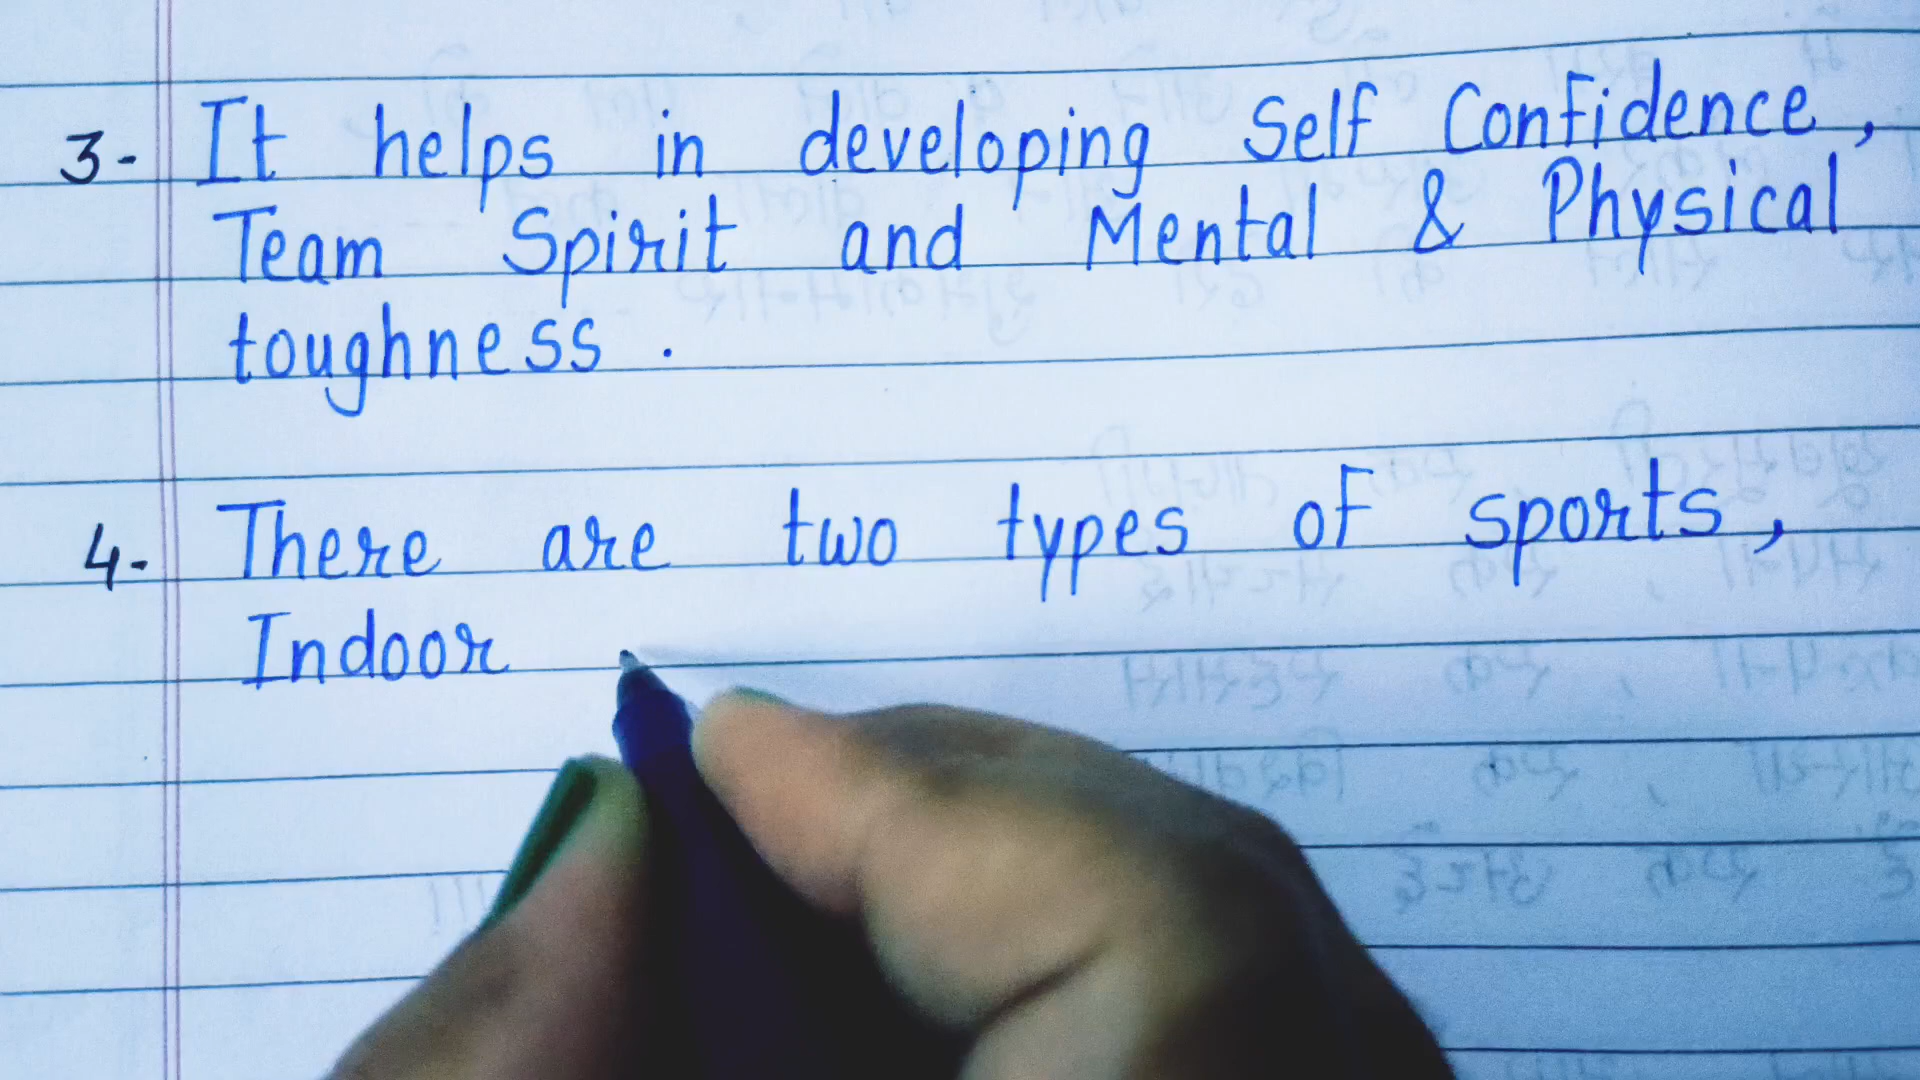 3- It helps in developing Self Confidence,
Team Spirit and Mental & Physical
toughness.
4- There are two types of sports,
Indoor